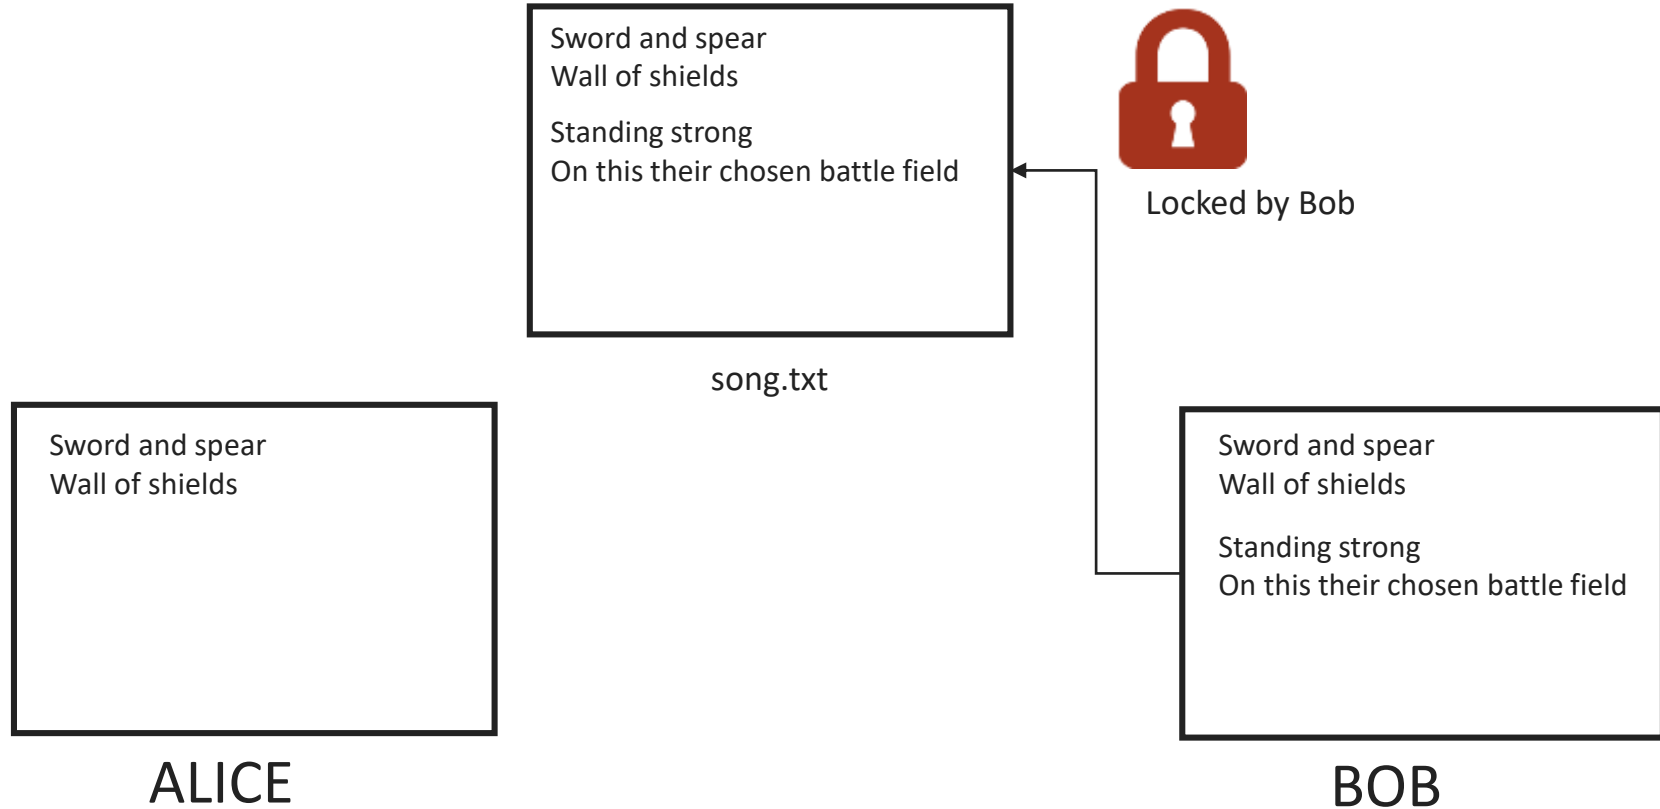 Sword and spear
Wall of shields
Standing strong
On this their chosen battle field
Locked by Bob
song.txt
Sword and spear
Wall of shields
ALICE
Sword and spear
Wall of shields
Standing strong
On this their chosen battle field
BOB